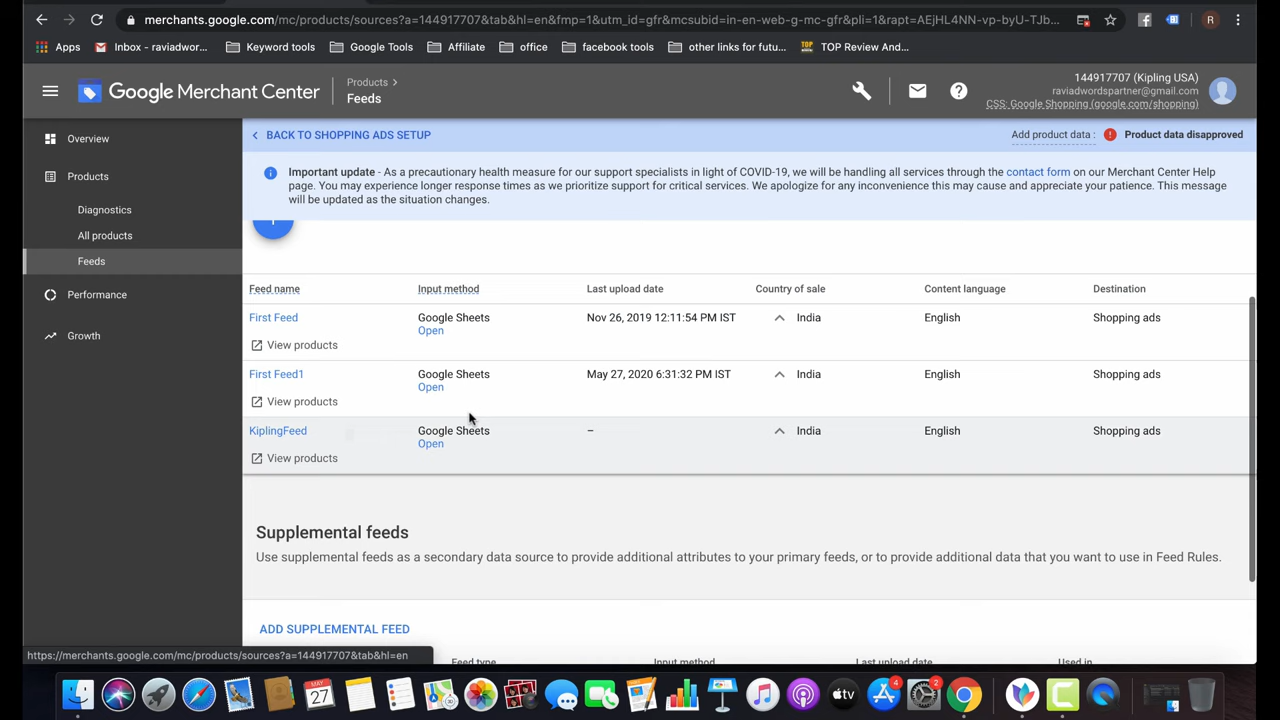 merchants.google.com/mc/products/sources?a=144917707&tab&hl=en&fmp=1&utm_id=gfr&mcsubid=in-en-web-g-mc-gfr&pli=1&rapt=AEjHL4NN-vp-byU-TJb...
R
Apps
Inbox - raviadwor...
Keyword tools
Google Tools
Affiliate
office
facebook tools
other links for futu...
TOP Review And...
Google Merchant Center
Products >
Feeds
144917707 (Kipling USA)
raviadwordspartner@gmail.com
CSS: Google Shopping (google.com/shopping)
Overview
Products
Diagnostics
All products
Feeds
Performance
Growth
BACK TO SHOPPING ADS SETUP
Add product data :
Product data disapproved
Important update - As a precautionary health measure for our support specialists in light of COVID-19, we will be handling all services through the contact form on our Merchant Center Help
page. You may experience longer response times as we prioritize support for critical services. We apologize for any inconvenience this may cause and appreciate your patience. This message
will be updated as the situation changes.
Feed name Input method Last upload date Country of sale Content language Destination
First Feed Google Sheets Nov 26, 2019 12:11:54 PM IST India English Shopping ads
Open
View products
First Feed1 Google Sheets May 27, 2020 6:31:32 PM IST India English Shopping ads
Open
View products
KiplingFeed Google Sheets – India English Shopping ads
Open
View products
Supplemental feeds
Use supplemental feeds as a secondary data source to provide additional attributes to your primary feeds, or to provide additional data that you want to use in Feed Rules.
ADD SUPPLEMENTAL FEED
https://merchants.google.com/mc/products/sources?a=144917707&tab&hl=en
Feed type Input method Last upload date Used in
MAY
27
tv
4
2